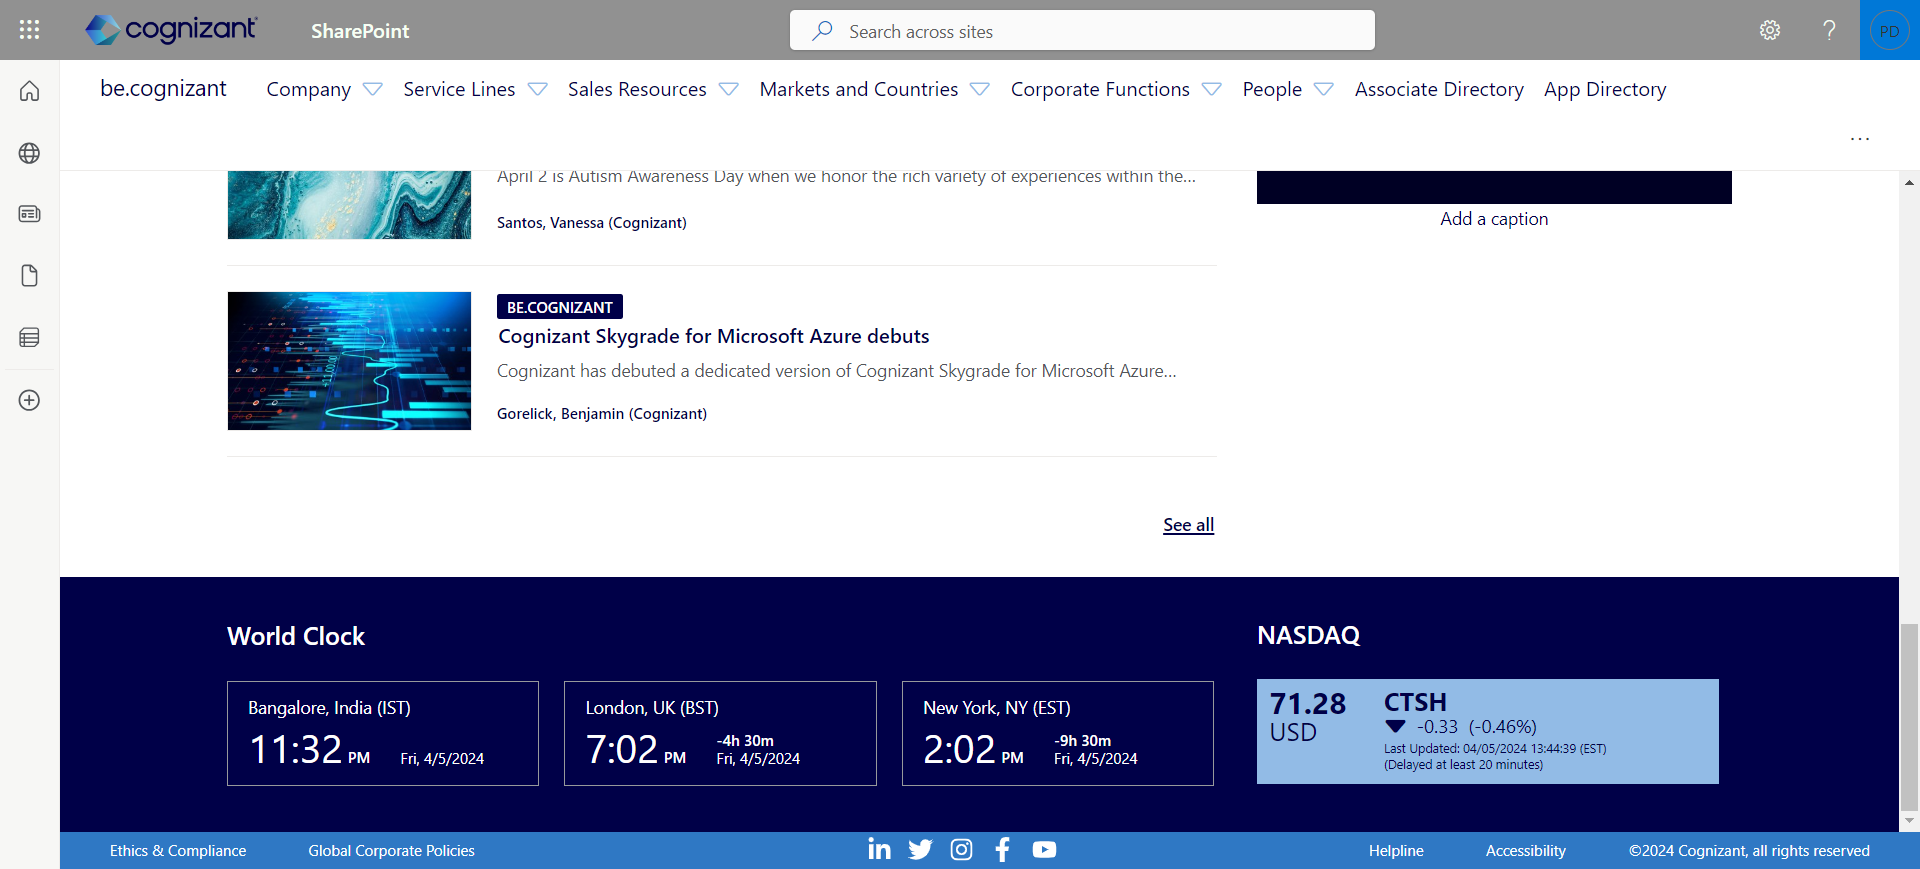 cognizant
SharePoint
Search across sites
?
PD
be.cognizant
Company
Service Lines
Sales Resources
Markets and Countries
Corporate Functions
People
Associate Directory
App Directory
...
April 2 is Autism Awareness Day when we honor the rich variety of experiences within the...
Santos, Vanessa (Cognizant)
Add a caption
BE.COGNIZANT
Cognizant Skygrade for Microsoft Azure debuts
Cognizant has debuted a dedicated version of Cognizant Skygrade for Microsoft Azure...
Gorelick, Benjamin (Cognizant)
See all
World Clock
Bangalore, India (IST)
11:32 PM Fri, 4/5/2024
London, UK (BST)
7:02 PM -4h 30m
Fri, 4/5/2024
New York, NY (EST)
2:02 PM -9h 30m
Fri, 4/5/2024
NASDAQ
71.28
USD
CTSH
-0.33 (-0.46%)
Last Updated: 04/05/2024 13:44:39 (EST)
(Delayed at least 20 minutes)
Ethics & Compliance
Global Corporate Policies
Helpline
Accessibility
©2024 Cognizant, all rights reserved